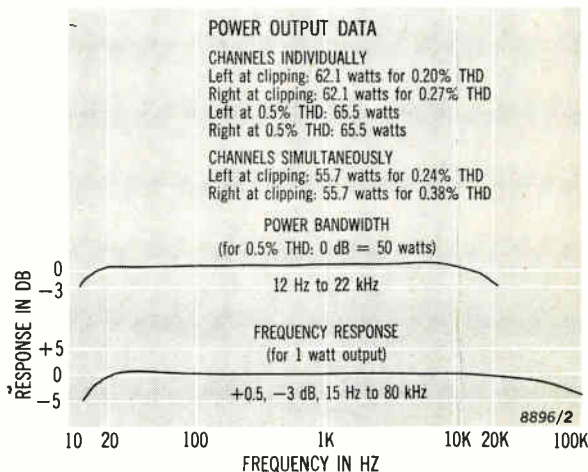 POWER OUTPUT DATA
CHANNELS INDIVIDUALLY
Left at clipping: 62.1 watts for 0.20% THD
Right at clipping: 62.1 watts for 0.27% THD
Left at 0.5% THD: 65.5 watts
Right at 0.5% THD: 65.5 watts
CHANNELS SIMULTANEOUSLY
Left at clipping: 55.7 watts for 0.24% THD
Right at clipping: 55.7 watts for 0.38% THD
POWER BANDWIDTH
(for 0.5% THD: 0 dB = 50 watts)
0
-3
12 Hz to 22 kHz
RESPONSE IN DB
FREQUENCY RESPONSE
(for 1 watt output)
+5
0
-5
+0.5, -3 dB, 15 Hz to 80 kHz
8896/2
10 20 100 1K 10K 20K 100K
FREQUENCY IN HZ